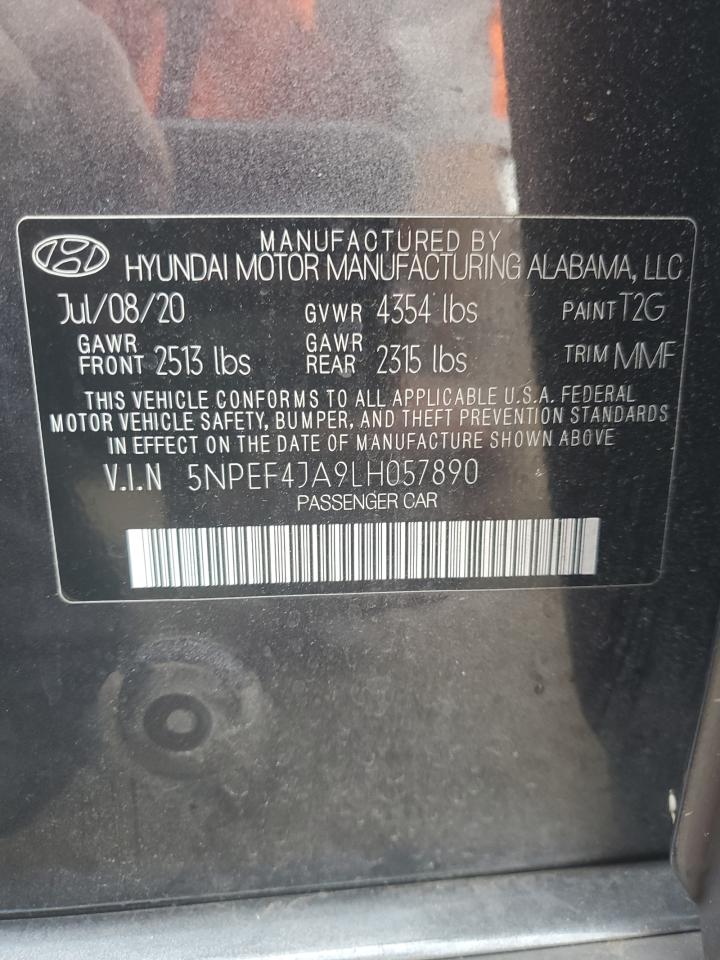 MANUFACTURED BY
HYUNDAI MOTOR MANUFACTURING ALABAMA, LLC
Jul/08/20 GVWR 4354 lbs PAINT T2G
GAWR FRONT 2513 lbs GAWR REAR 2315 lbs TRIM MMF
THIS VEHICLE CONFORMS TO ALL APPLICABLE U.S.A. FEDERAL
MOTOR VEHICLE SAFETY, BUMPER, AND THEFT PREVENTION STANDARDS
IN EFFECT ON THE DATE OF MANUFACTURE SHOWN ABOVE
V.I.N 5NPEF4JA9LH057890
PASSENGER CAR